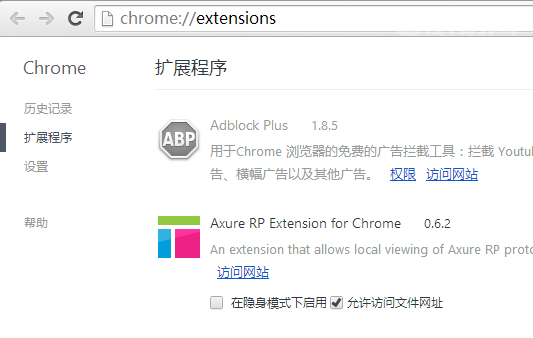 chrome://extensions
Chrome
扩展程序
历史记录
扩展程序
设置
帮助
ABP
Adblock Plus 1.8.5
用于Chrome 浏览器的免费的广告拦截工具：拦截 Youtub
告、横幅广告以及其他广告。 权限 访问网站
Axure RP Extension for Chrome 0.6.2
An extension that allows local viewing of Axure RP proto
访问网站
在隐身模式下启用 允许访问文件网址